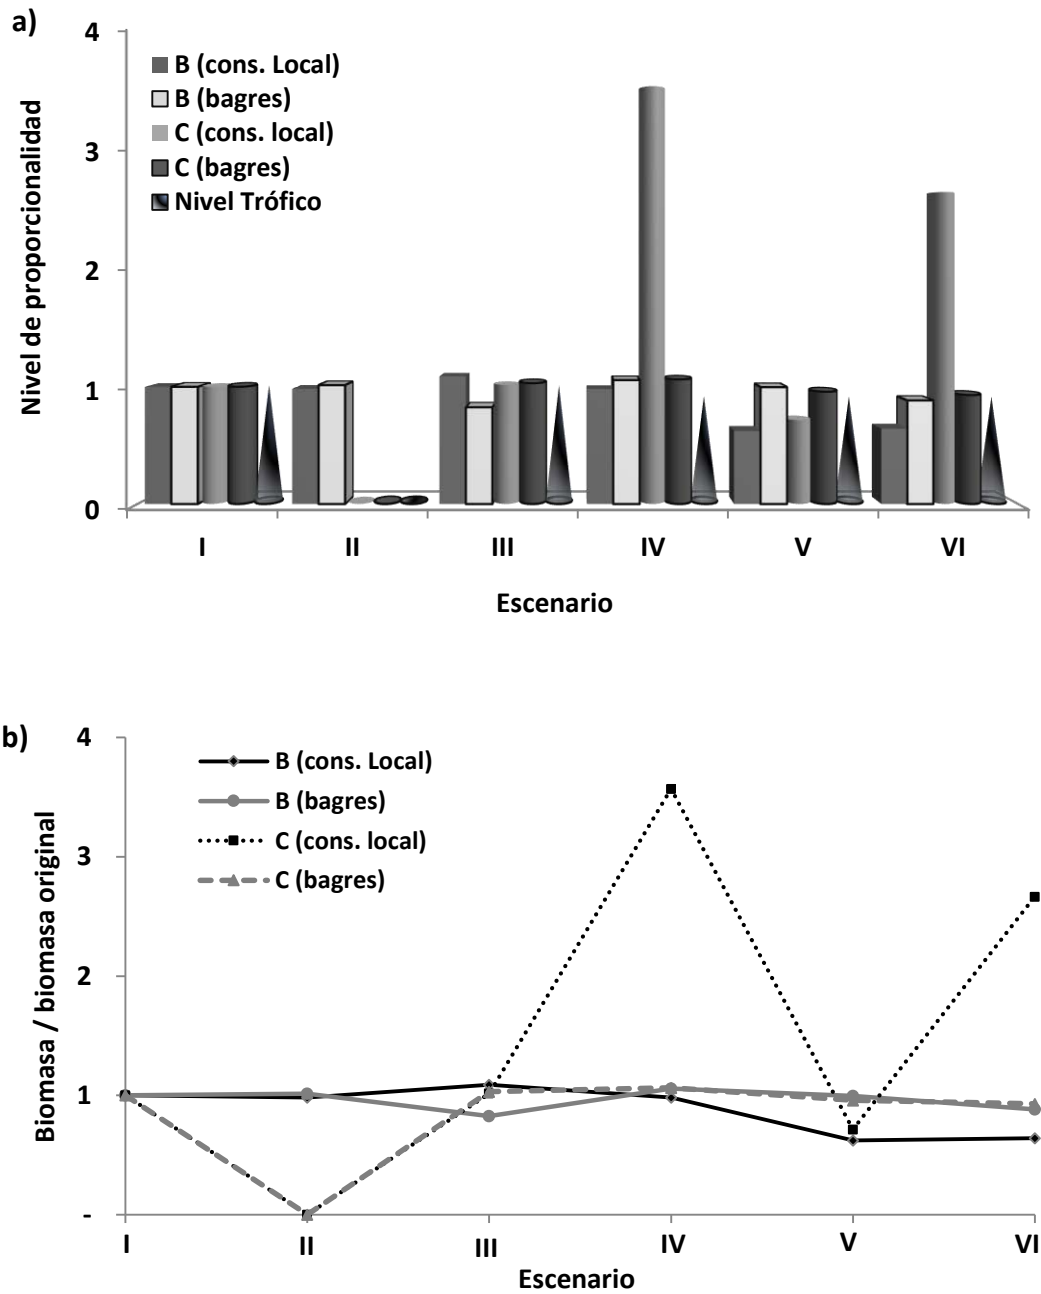 a)
Nivel de proporcionalidad
4
3
2
1
0
B (cons. Local)
B (bagres)
C (cons. local)
C (bagres)
Nivel Trófico
I II III IV V VI
Escenario
b)
Biomasa / biomasa original
4
3
2
1
-
B (cons. Local)
B (bagres)
C (cons. local)
C (bagres)
I II III IV V VI
Escenario